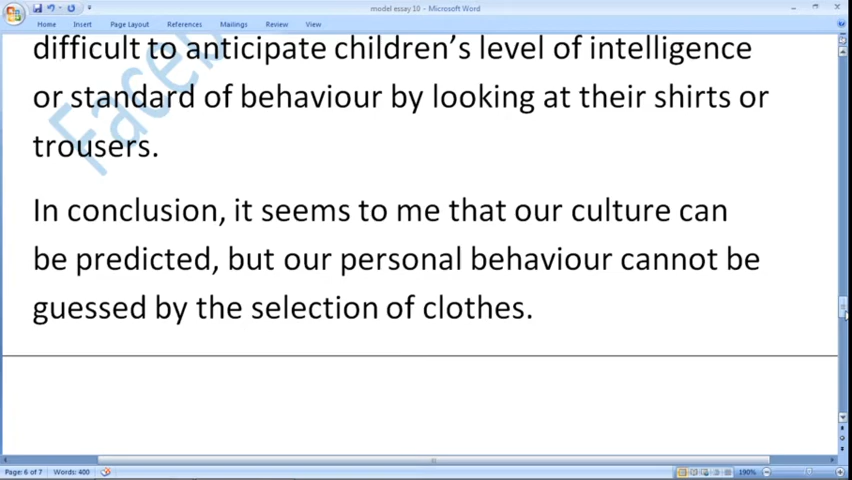 model essay 10 - Microsoft Word
Home Insert Page Layout References Mailings Review View
difficult to anticipate children's level of intelligence
or standard of behaviour by looking at their shirts or
trousers.
In conclusion, it seems to me that our culture can
be predicted, but our personal behaviour cannot be
guessed by the selection of clothes.
Page: 6 of 7 Words: 400 190%